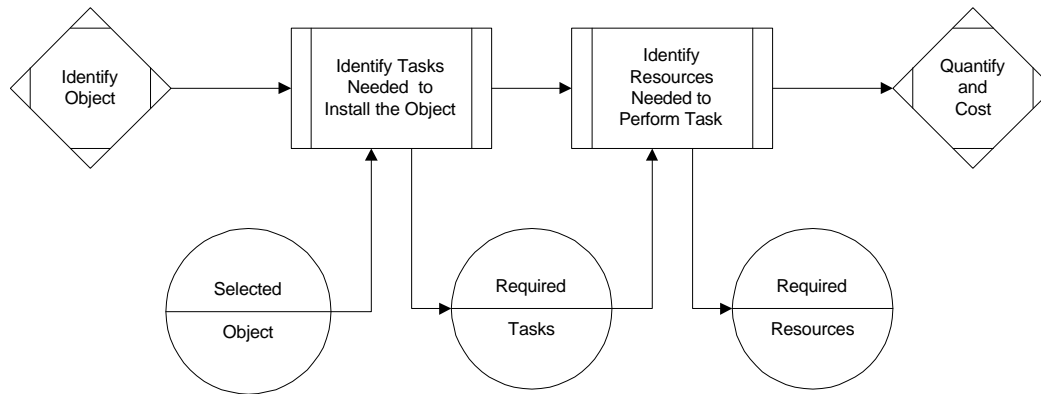 Identify
Object
Identify Tasks
Needed to
Install the Object
Identify
Resources
Needed to
Perform Task
Quantify
and
Cost
Selected
Object
Required
Tasks
Required
Resources